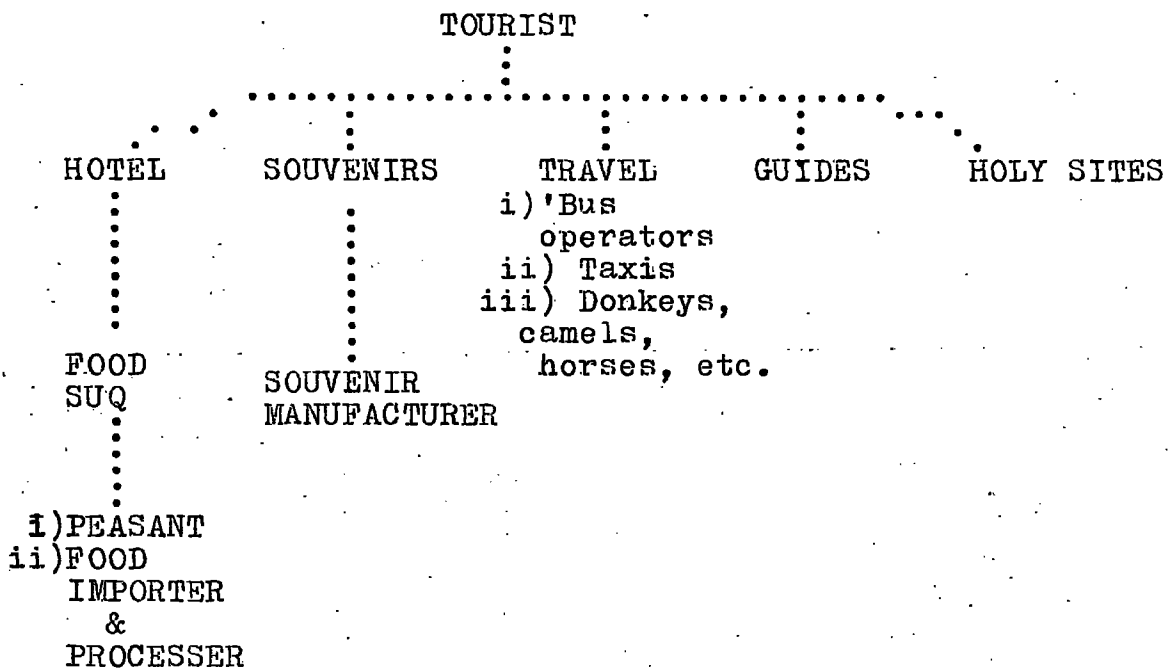 TOURIST
HOTEL SOUVENIRS TRAVEL GUIDES HOLY SITES
i)'Bus
operators
ii) Taxis
iii) Donkeys,
camels,
horses, etc.
FOOD
SUQ
SOUVENIR
MANUFACTURER
i)PEASANT
ii)FOOD
IMPORTER
&
PROCESSER